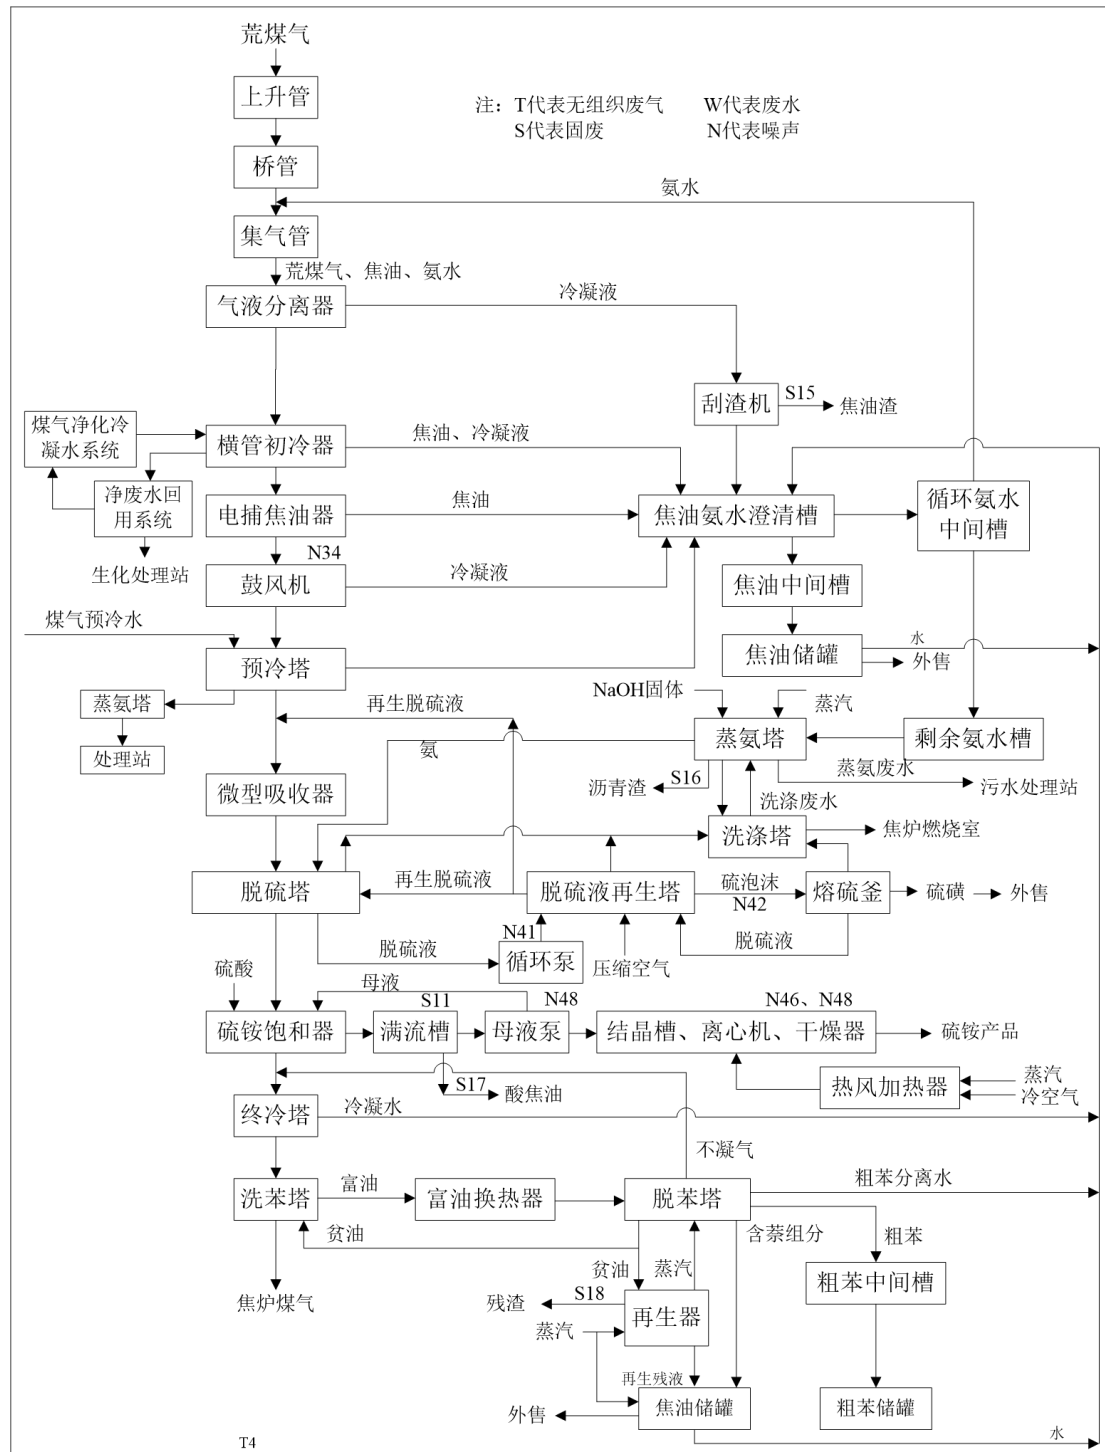 荒煤气
上升管
注：T代表无组织废气 W代表废水
S代表固废 N代表噪声
桥管
氨水
集气管
荒煤气、焦油、氨水
气液分离器
冷凝液
刮渣机
S15
焦油渣
煤气净化冷
凝水系统
横管初冷器
焦油、冷凝液
净废水回
用系统
电捕焦油器
焦油
焦油氨水澄清槽
循环氨水
中间槽
生化处理站
N34
鼓风机
冷凝液
焦油中间槽
煤气预冷水
预冷塔
焦油储罐
水
外售
蒸氨塔
处理站
再生脱硫液
氨
NaOH固体
蒸汽
蒸氨塔
剩余氨水槽
微型吸收器
沥青渣
S16
洗涤废水
蒸氨废水
污水处理站
洗涤塔
焦炉燃烧室
脱硫塔
再生脱硫液
脱硫液再生塔
硫泡沫
N42
熔硫釜
硫磺
外售
脱硫液
N41
循环泵
压缩空气
脱硫液
硫酸
母液
硫铵饱和器
S11
满流槽
N48
母液泵
N46、N48
结晶槽、离心机、干燥器
硫铵产品
S17
酸焦油
热风加热器
蒸汽
冷空气
终冷塔
冷凝水
不凝气
洗苯塔
富油
富油换热器
脱苯塔
粗苯分离水
贫油
含萘组分
粗苯
焦炉煤气
贫油
蒸汽
粗苯中间槽
残渣
S18
再生器
蒸汽
再生残液
外售
焦油储罐
粗苯储罐
水
T4